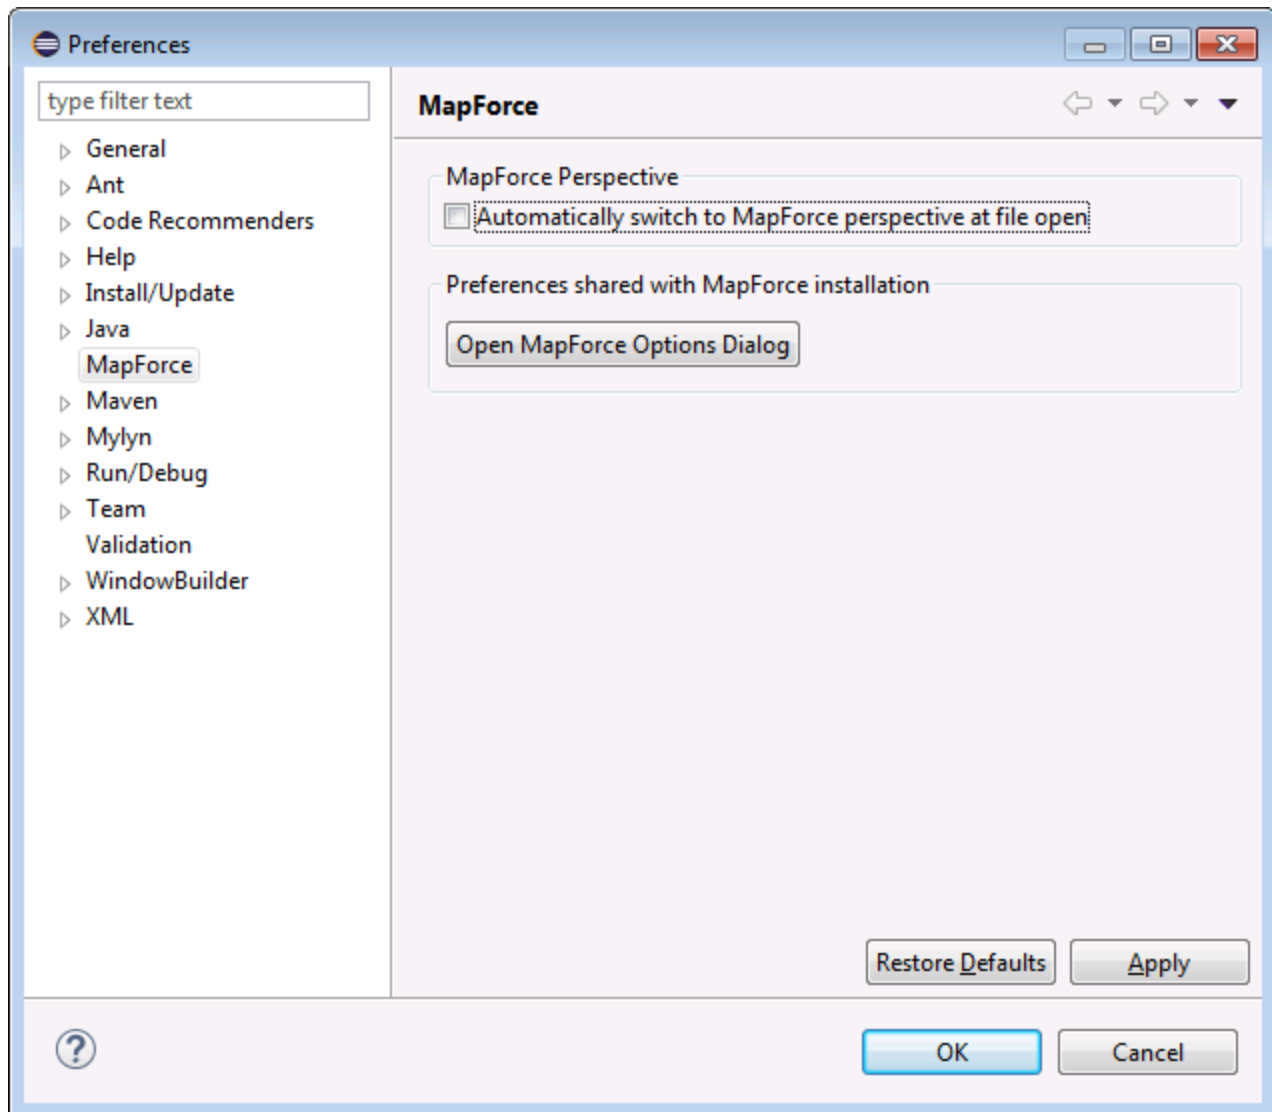 Preferences
type filter text
General
Ant
Code Recommenders
Help
Install/Update
Java
MapForce
Maven
Mylyn
Run/Debug
Team
Validation
WindowBuilder
XML
MapForce
MapForce Perspective
Automatically switch to MapForce perspective at file open
Preferences shared with MapForce installation
Open MapForce Options Dialog
Restore Defaults
Apply
?
OK
Cancel